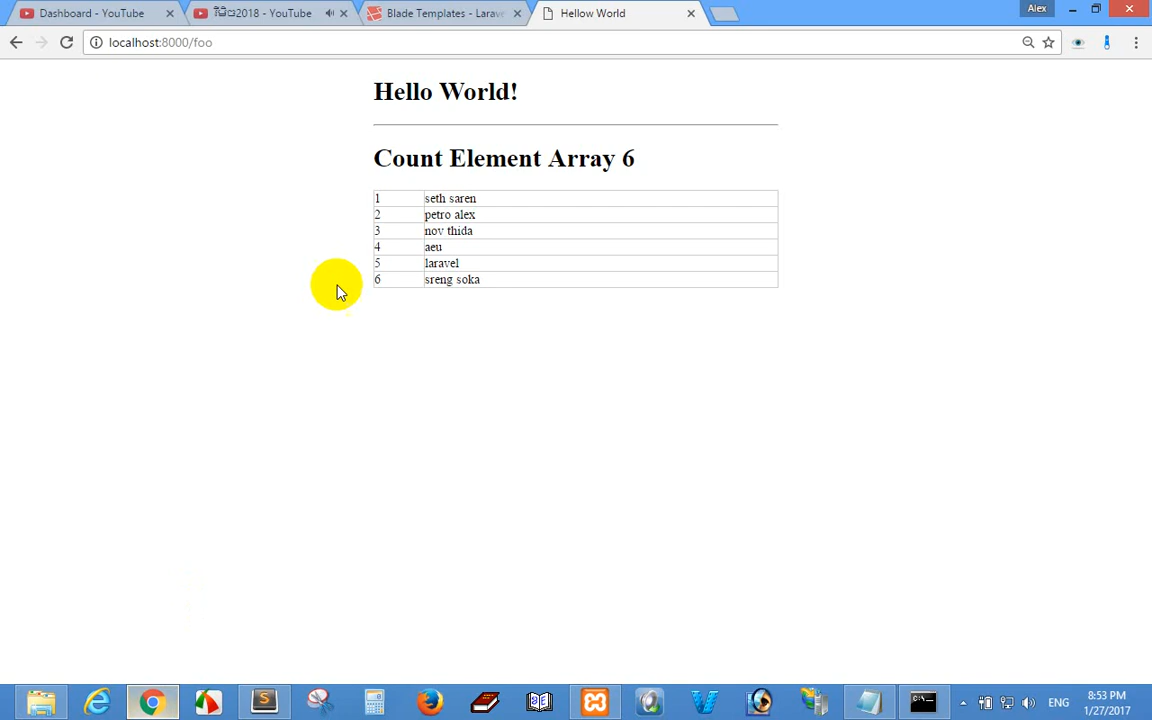 Dashboard - YouTube
2018 - YouTube
Blade Templates - Larave
Hellow World
Alex
localhost:8000/foo
Hello World!
Count Element Array 6
1 seth saren
2 petro alex
3 nov thida
4 aeu
5 laravel
6 sreng soka
ENG
8:53 PM
1/27/2017